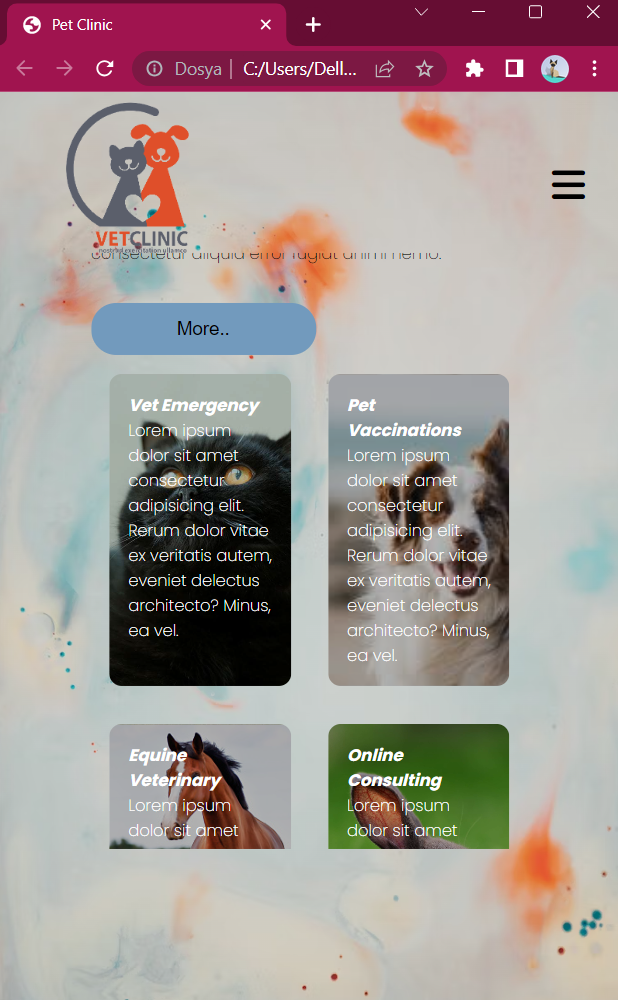 Pet Clinic
Dosya | C:/Users/Dell...
VETCLINIC
nostrud exercitation ullamco
consectetur aliquid error fugiat animi nemo.
More..
Vet Emergency
Lorem ipsum
dolor sit amet
consectetur
adipisicing elit.
Rerum dolor vitae
ex veritatis autem,
eveniet delectus
architecto? Minus,
ea vel.
Pet
Vaccinations
Lorem ipsum
dolor sit amet
consectetur
adipisicing elit.
Rerum dolor vitae
ex veritatis autem,
eveniet delectus
architecto? Minus,
ea vel.
Equine
Veterinary
Lorem ipsum
dolor sit amet
Online
Consulting
Lorem ipsum
dolor sit amet